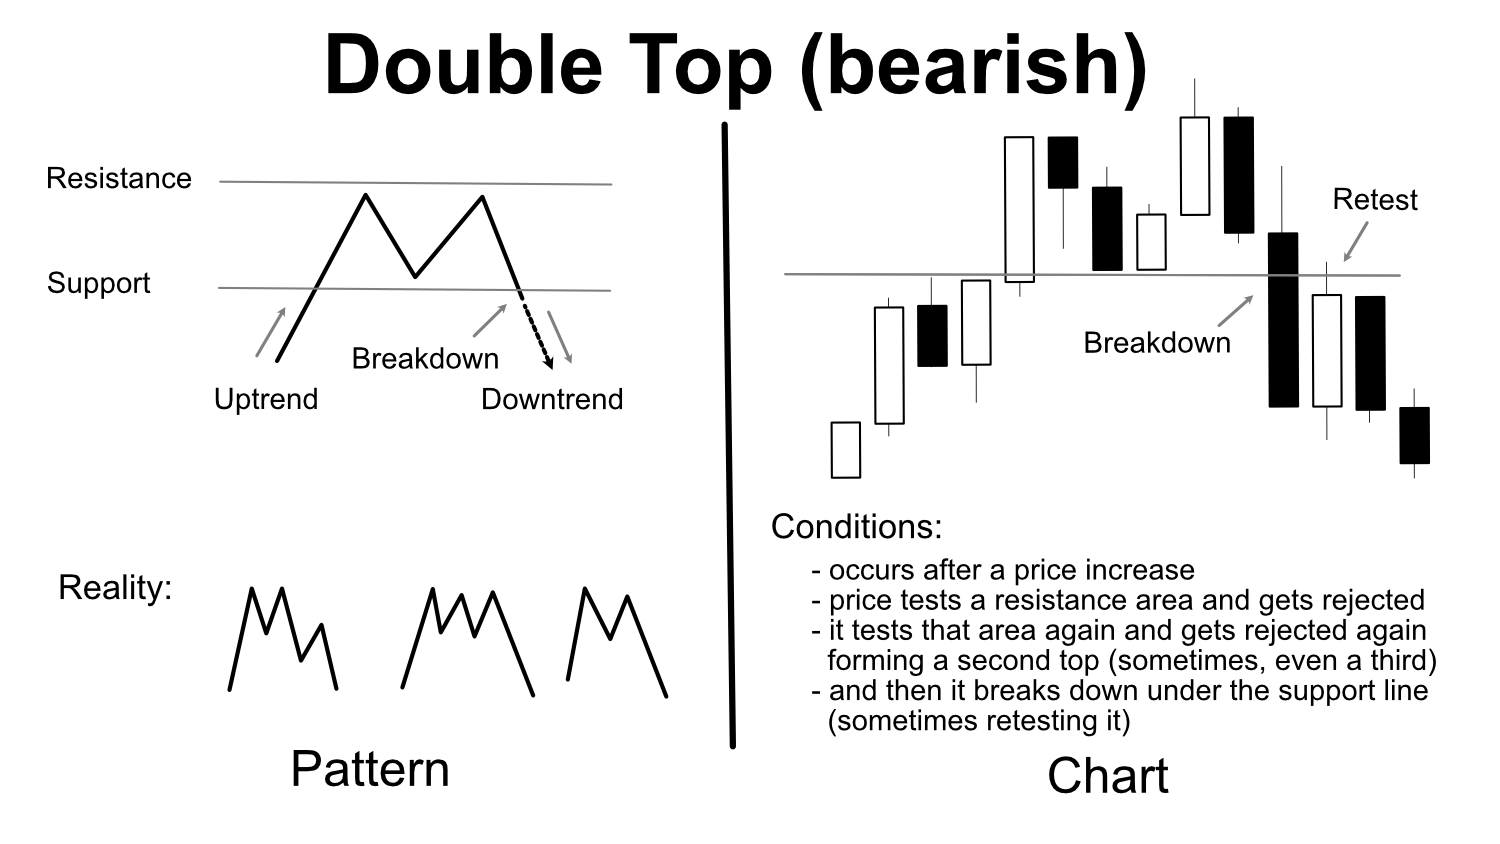 Double Top (bearish)
Resistance
Support
Breakdown
Uptrend
Downtrend
Reality:
Pattern
Retest
Breakdown
Conditions:
- occurs after a price increase
- price tests a resistance area and gets rejected
- it tests that area again and gets rejected again
forming a second top (sometimes, even a third)
- and then it breaks down under the support line
(sometimes retesting it)
Chart